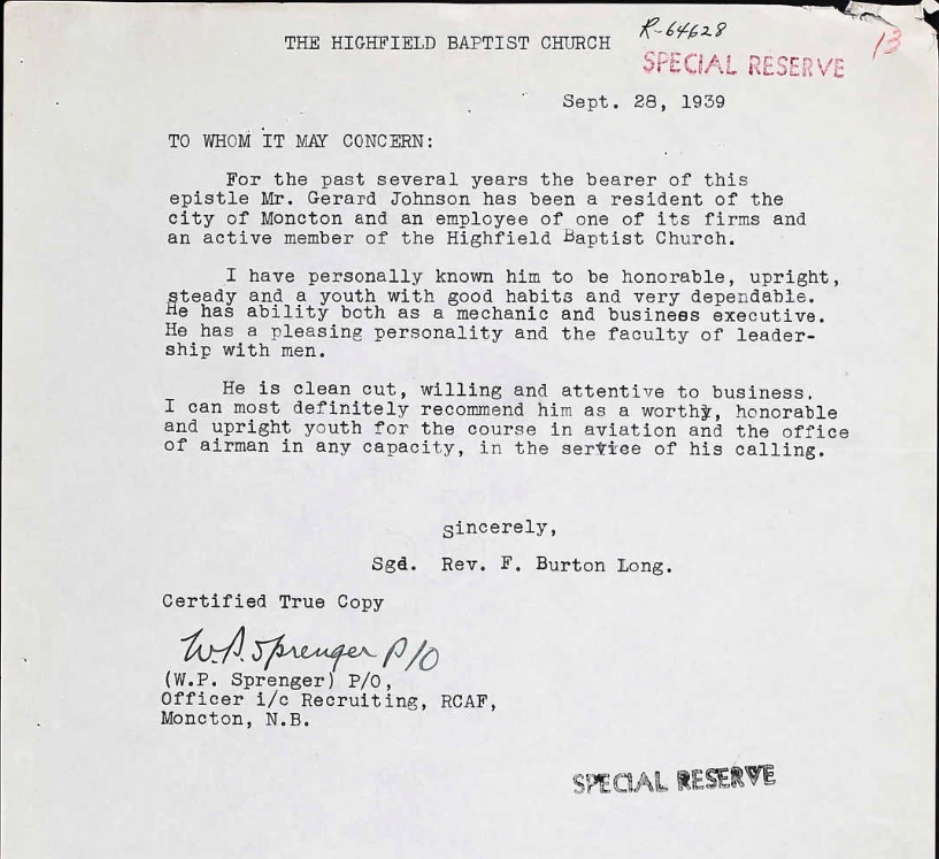 THE HIGHFIELD BAPTIST CHURCH
R-64628
13
SPECIAL RESERVE
Sept. 28, 1939
TO WHOM IT MAY CONCERN:
For the past several years the bearer of this
epistle Mr. Gerard Johnson has been a resident of the
city of Moncton and an employee of one of its firms and
an active member of the Highfield Baptist Church.
I have personally known him to be honorable, upright,
steady and a youth with good habits and very dependable.
He has ability both as a mechanic and business executive.
He has a pleasing personality and the faculty of leader-
ship with men.
He is clean cut, willing and attentive to business.
I can most definitely recommend him as a worthy, honorable
and upright youth for the course in aviation and the office
of airman in any capacity, in the service of his calling.
Sincerely,
Sgd. Rev. F. Burton Long.
Certified True Copy
W.P. Sprenger P/O
(W.P. Sprenger) P/O,
Officer i/c Recruiting, RCAF,
Moncton, N.B.
SPECIAL RESERVE